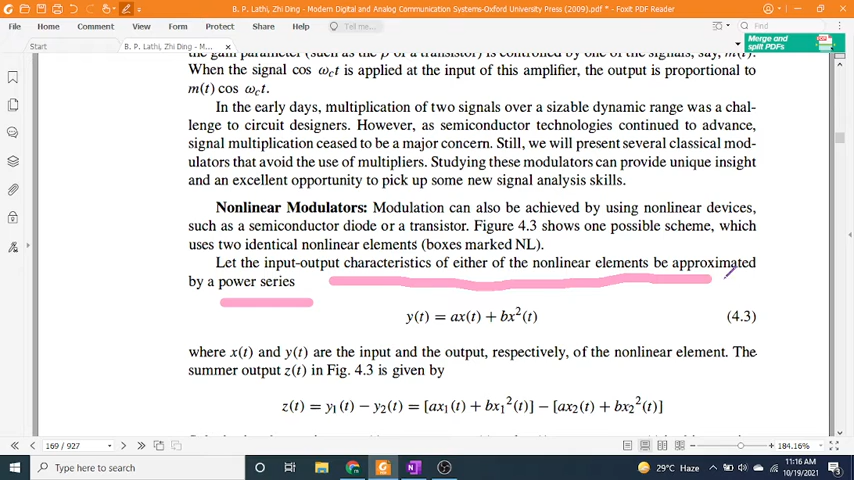 B. P. Lathi, Zhi Ding - Modern Digital and Analog Communication Systems-Oxford University Press (2009).pdf * - Foxit PDF Reader
File Home Comment View Form Protect Share Help Tell me... Find
Start B. P. Lathi, Zhi Ding - M...
Merge and
split PDFs
When the signal cos ωct is applied at the input of this amplifier, the output is proportional to
m(t) cos ωct.
In the early days, multiplication of two signals over a sizable dynamic range was a chal-
lenge to circuit designers. However, as semiconductor technologies continued to advance,
signal multiplication ceased to be a major concern. Still, we will present several classical mod-
ulators that avoid the use of multipliers. Studying these modulators can provide unique insight
and an excellent opportunity to pick up some new signal analysis skills.
Nonlinear Modulators: Modulation can also be achieved by using nonlinear devices,
such as a semiconductor diode or a transistor. Figure 4.3 shows one possible scheme, which
uses two identical nonlinear elements (boxes marked NL).
Let the input-output characteristics of either of the nonlinear elements be approximated
by a power series
y(t) = ax(t) + bx²(t) (4.3)
where x(t) and y(t) are the input and the output, respectively, of the nonlinear element. The
summer output z(t) in Fig. 4.3 is given by
z(t) = y₁(t) − y₂(t) = [ax₁(t) + bx₁²(t)] − [ax₂(t) + bx₂²(t)]
169 / 927 184.16%
Type here to search 29°C Haze 11:16 AM
10/19/2021